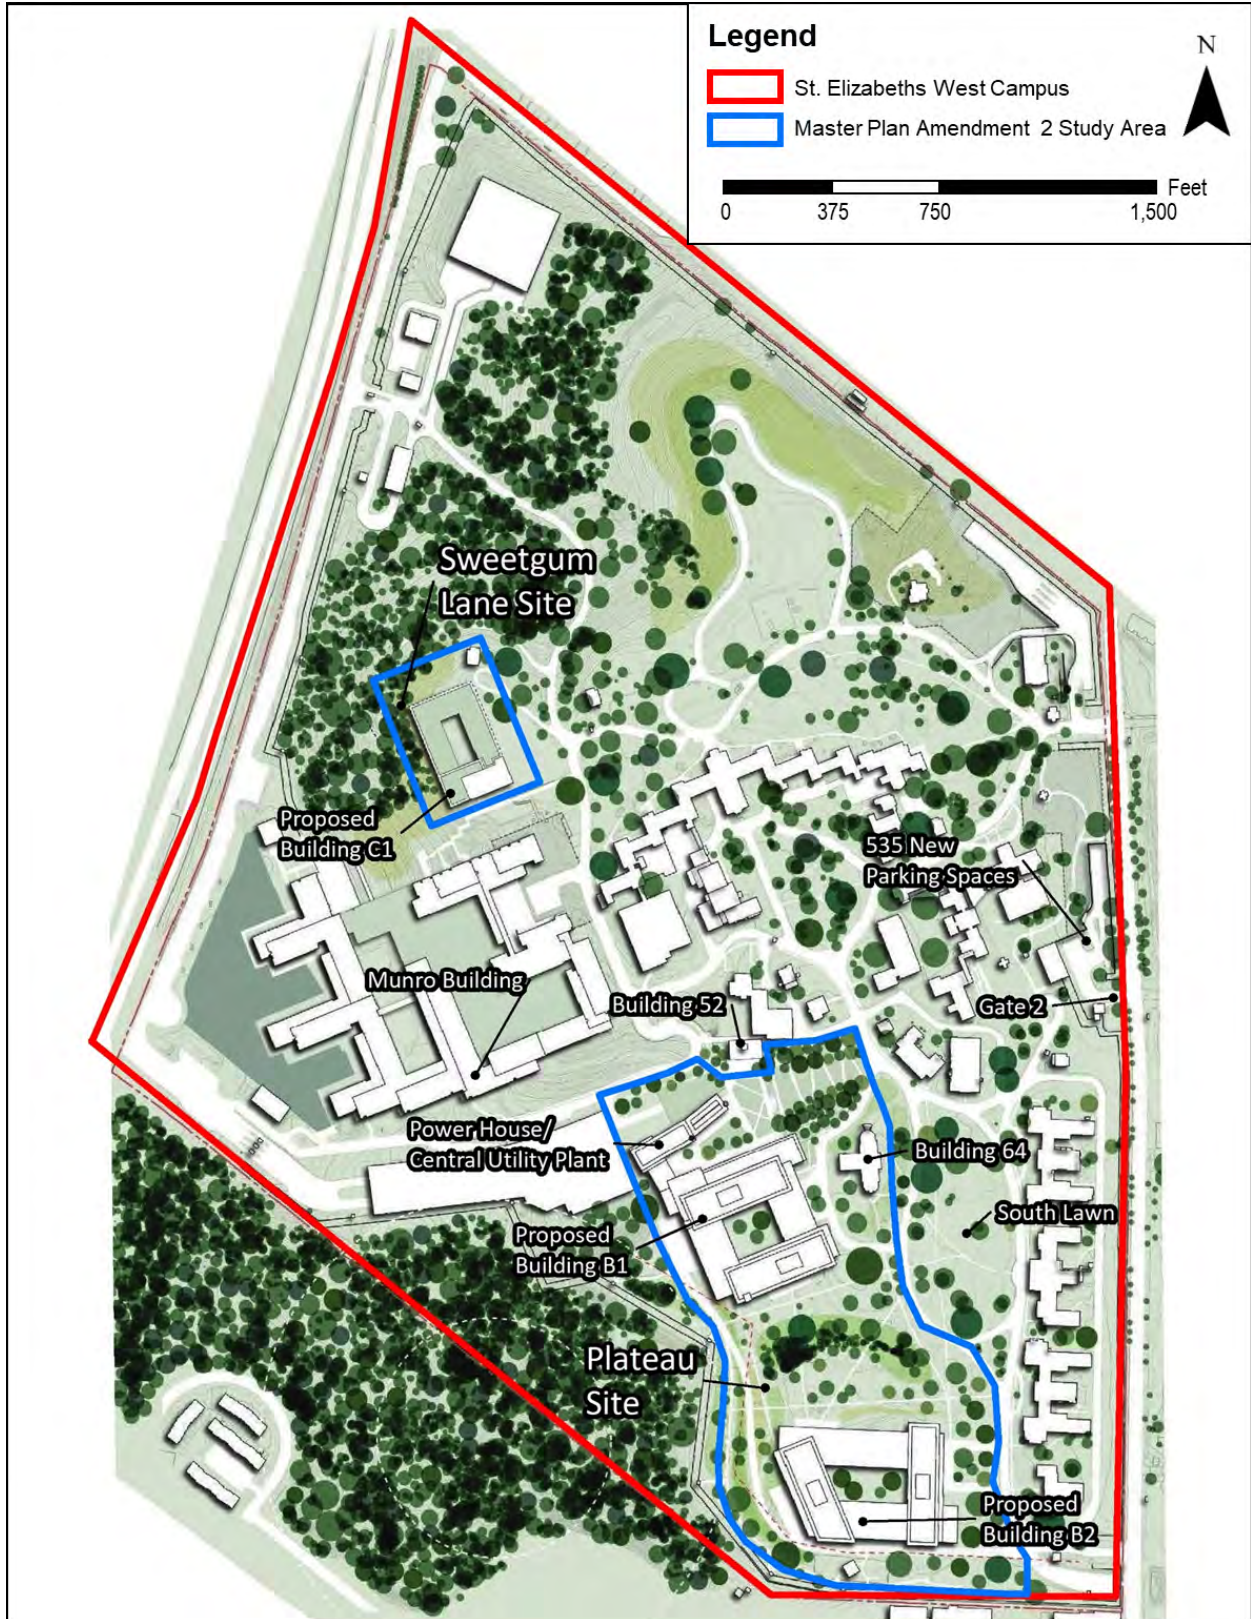 Legend
N
St. Elizabeths West Campus
Master Plan Amendment 2 Study Area
Feet
0 375 750 1,500
Sweetgum
Lane Site
Proposed
Building C1
535 New
Parking Spaces
Munro Building
Building 52
Gate 2
Power House/
Central Utility Plant
Building 64
South Lawn
Proposed
Building B1
Plateau
Site
Proposed
Building B2